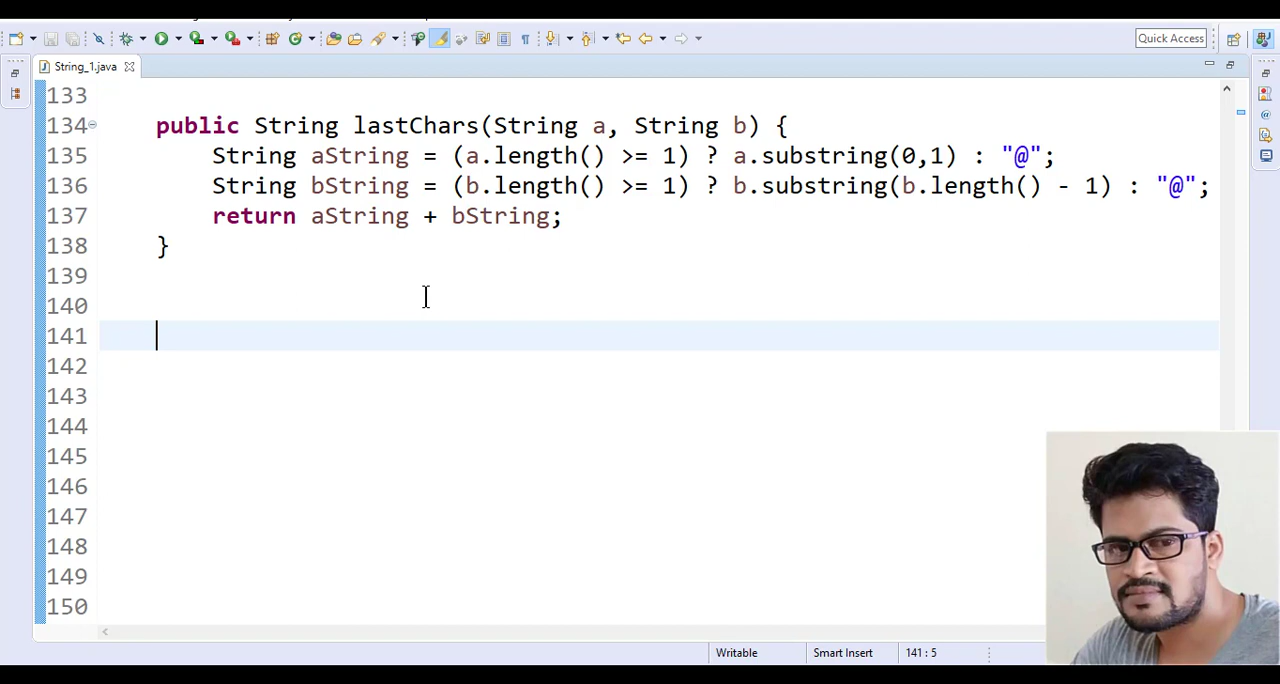 Quick Access
String_1.java
133
134 public String lastChars(String a, String b) {
135 String aString = (a.length() >= 1) ? a.substring(0,1) : "@";
136 String bString = (b.length() >= 1) ? b.substring(b.length() - 1) : "@";
137 return aString + bString;
138 }
139
140
141
142
143
144
145
146
147
148
149
150
Writable Smart Insert 141 : 5